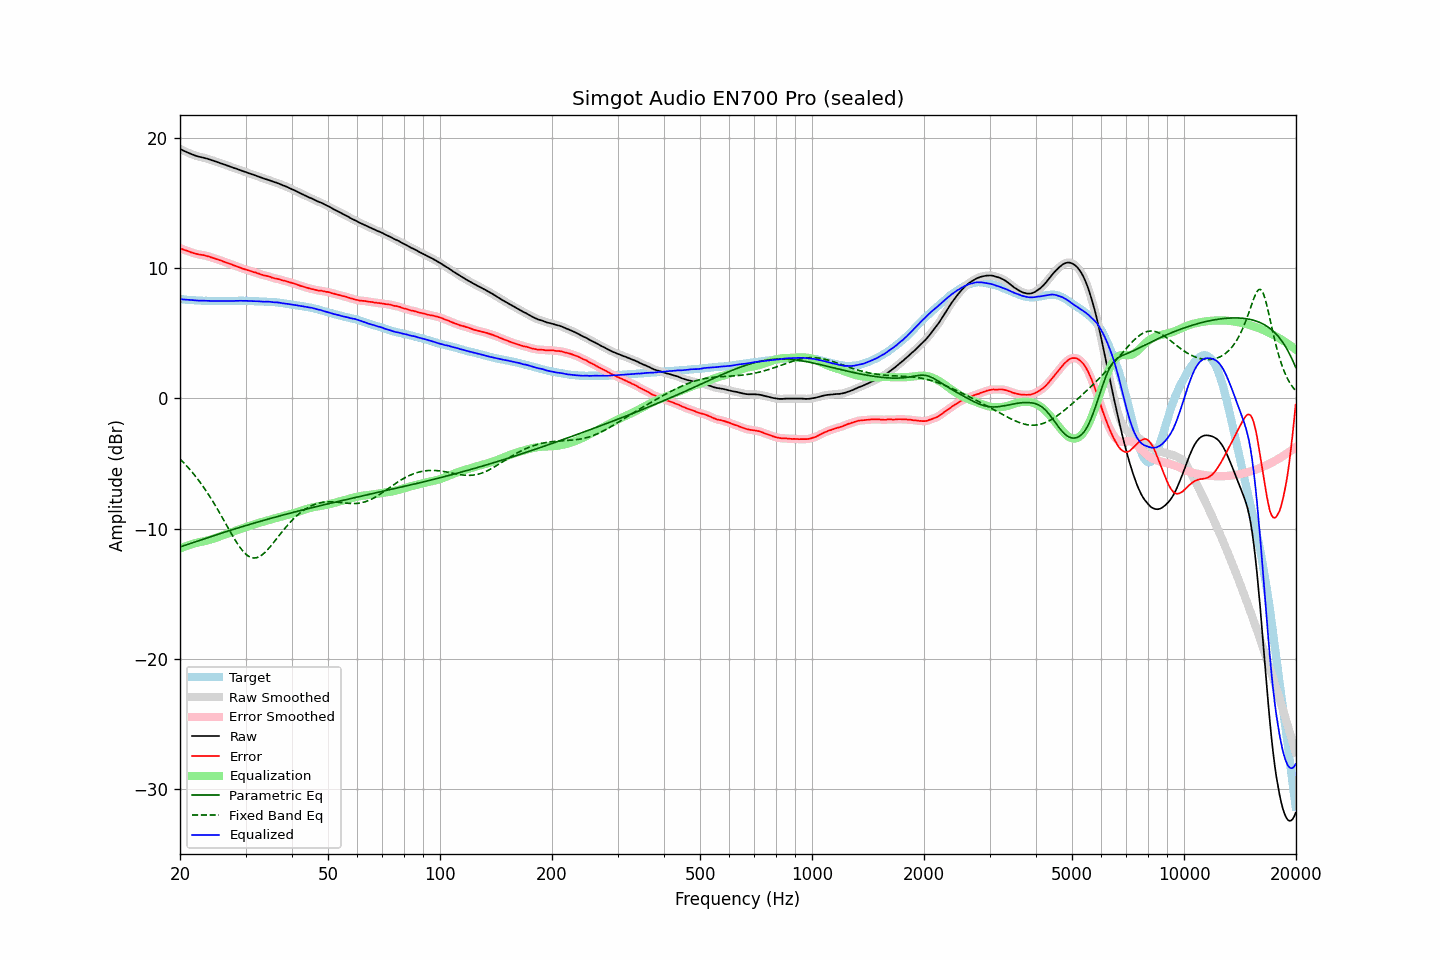 Simgot Audio EN700 Pro (sealed)
20
10
0
−10
−20
−30
Amplitude (dBr)
Target
Raw Smoothed
Error Smoothed
Raw
Error
Equalization
Parametric Eq
Fixed Band Eq
Equalized
20 50 100 200 500 1000 2000 5000 10000 20000
Frequency (Hz)